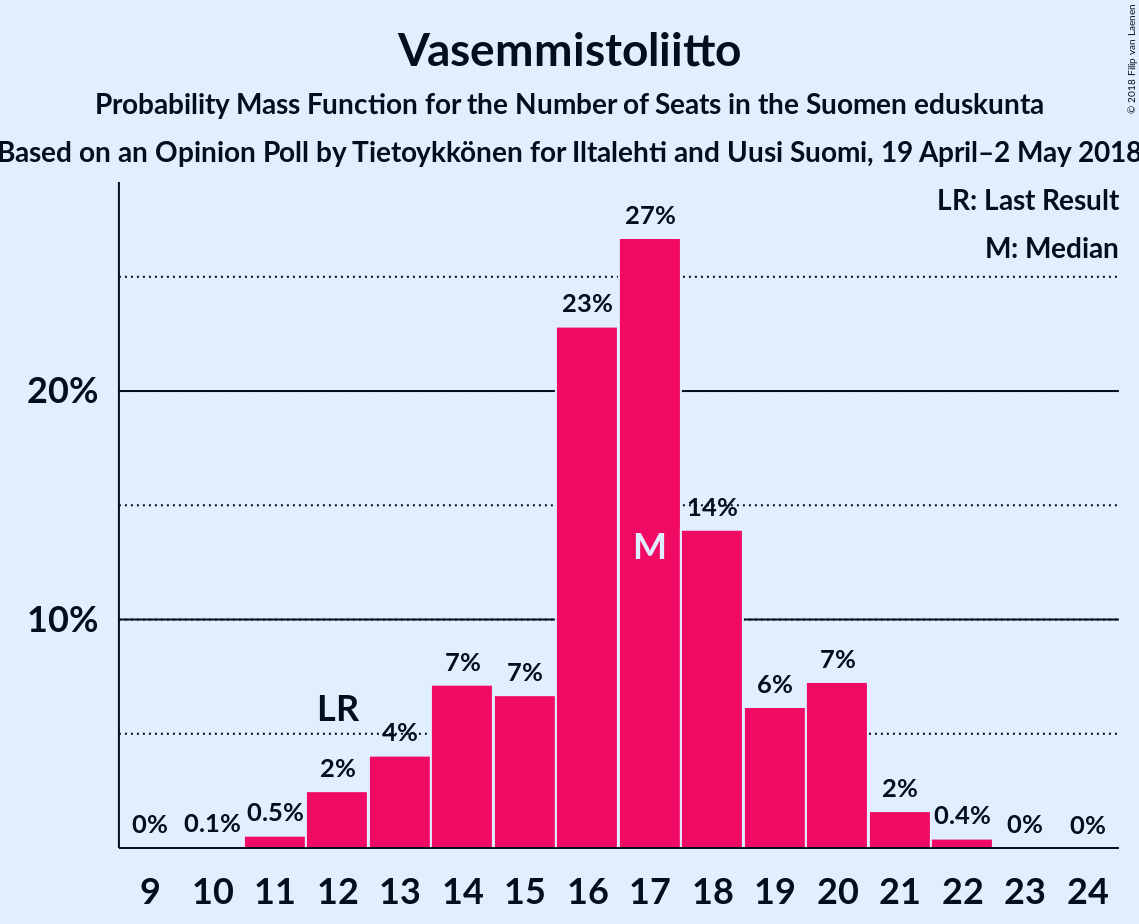 Vasemmistoliitto
Probability Mass Function for the Number of Seats in the Suomen eduskunta
Based on an Opinion Poll by Tietoykkönen for Iltalehti and Uusi Suomi, 19 April–2 May 2018
© 2018 Filip van Laenen
LR: Last Result
M: Median
20%
10%
0%
0.1%
0.5%
LR
2%
4%
7%
7%
23%
27%
M
14%
6%
7%
2%
0.4%
0%
0%
9 10 11 12 13 14 15 16 17 18 19 20 21 22 23 24